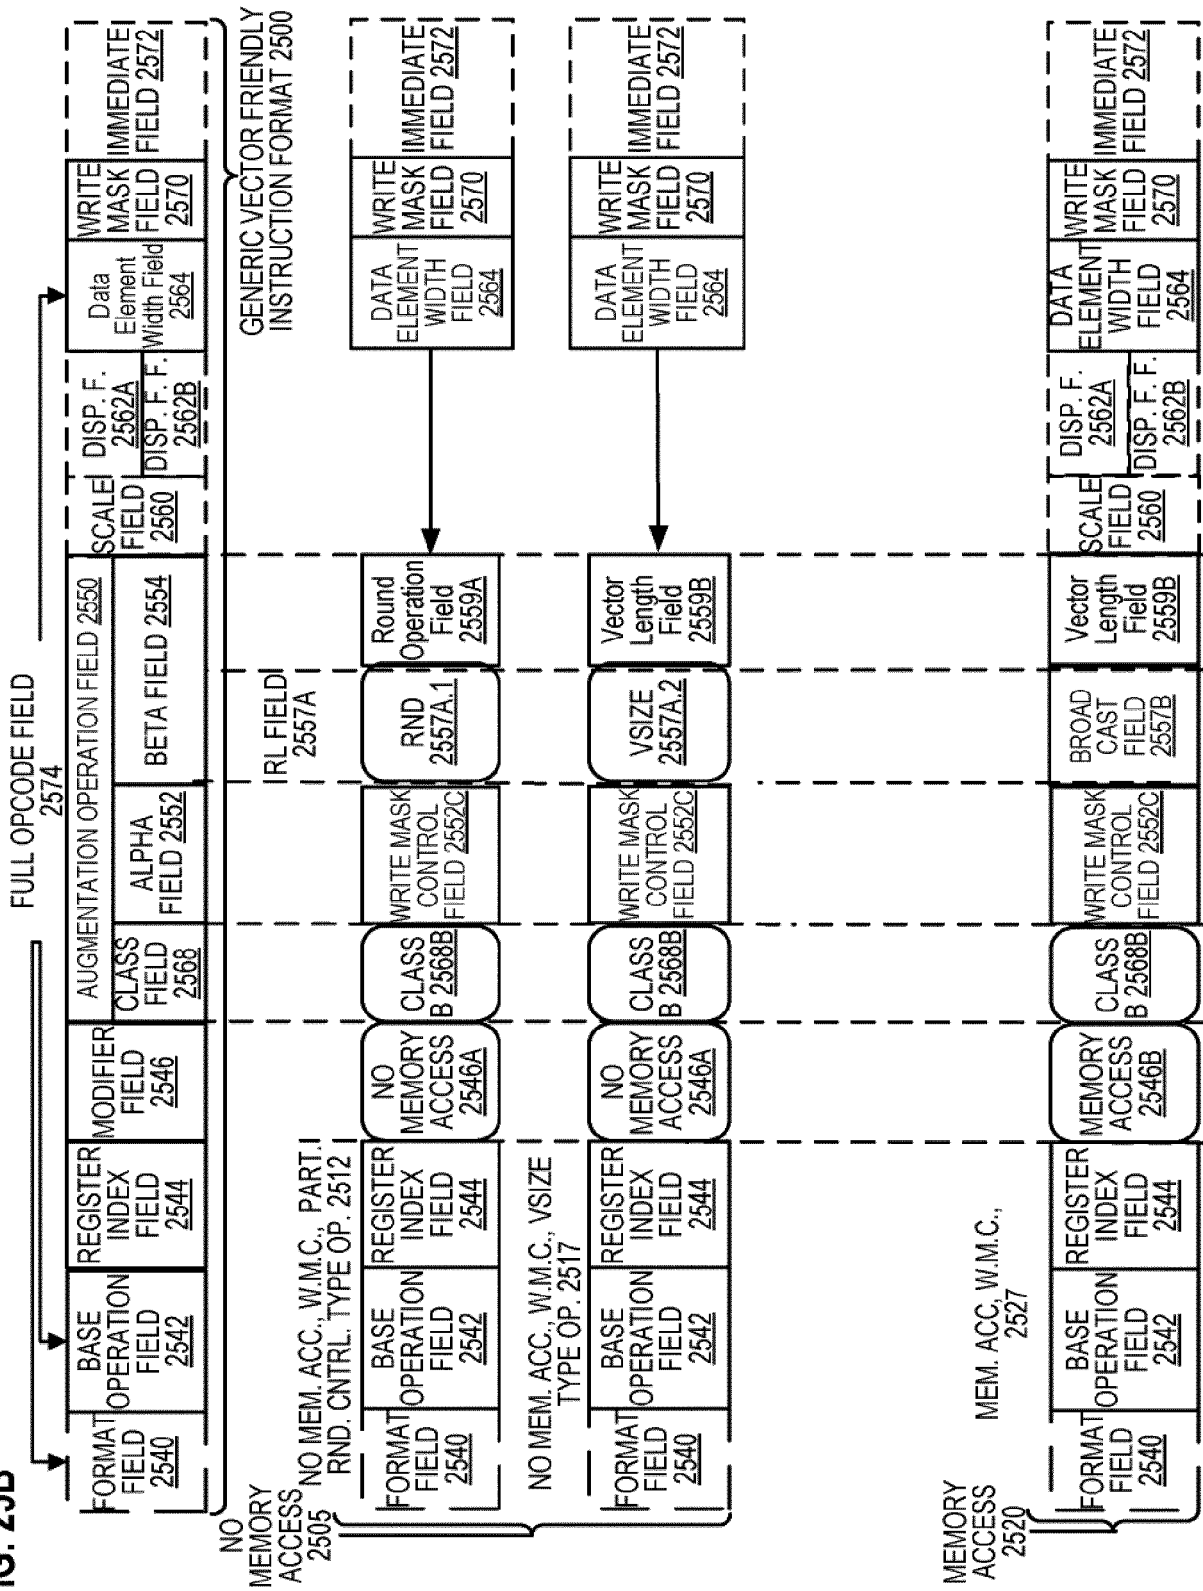 FIG. 25B
FULL OPCODE FIELD
2574
FORMAT
FIELD
2540
BASE
OPERATION
FIELD
2542
REGISTER
INDEX
FIELD
2544
MODIFIER
FIELD
2546
AUGMENTATION OPERATION FIELD 2550
CLASS
FIELD
2568
ALPHA
FIELD 2552
BETA FIELD 2554
SCALE
FIELD
2560
DISP. F.
2562A
DISP. F. F.
2562B
Data
Element
Width Field
2564
WRITE
MASK
FIELD
2570
IMMEDIATE
FIELD 2572
GENERIC VECTOR FRIENDLY
INSTRUCTION FORMAT 2500
NO
MEMORY
ACCESS
2505
NO MEM. ACC., W.M.C., PART.
RND. CNTRL. TYPE OP. 2512
RL FIELD
2557A
FORMAT
FIELD
2540
BASE
OPERATION
FIELD
2542
REGISTER
INDEX
FIELD
2544
NO
MEMORY
ACCESS
2546A
CLASS
B 2568B
WRITE MASK
CONTROL
FIELD 2552C
RND
2557A.1
Round
Operation
Field
2559A
DATA
ELEMENT
WIDTH
FIELD
2564
WRITE
MASK
FIELD
2570
IMMEDIATE
FIELD 2572
NO MEM. ACC., W.M.C., VSIZE
TYPE OP. 2517
FORMAT
FIELD
2540
BASE
OPERATION
FIELD
2542
REGISTER
INDEX
FIELD
2544
NO
MEMORY
ACCESS
2546A
CLASS
B 2568B
WRITE MASK
CONTROL
FIELD 2552C
VSIZE
2557A.2
Vector
Length
Field
2559B
DATA
ELEMENT
WIDTH
FIELD
2564
WRITE
MASK
FIELD
2570
IMMEDIATE
FIELD 2572
MEMORY
ACCESS
2520
MEM. ACC, W.M.C.,
2527
FORMAT
FIELD
2540
BASE
OPERATION
FIELD
2542
REGISTER
INDEX
FIELD
2544
MEMORY
ACCESS
2546B
CLASS
B 2568B
WRITE MASK
CONTROL
FIELD 2552C
BROAD
CAST
FIELD
2557B
Vector
Length
Field
2559B
SCALE
FIELD
2560
DISP. F.
2562A
DISP. F. F.
2562B
DATA
ELEMENT
WIDTH
FIELD
2564
WRITE
MASK
FIELD
2570
IMMEDIATE
FIELD 2572